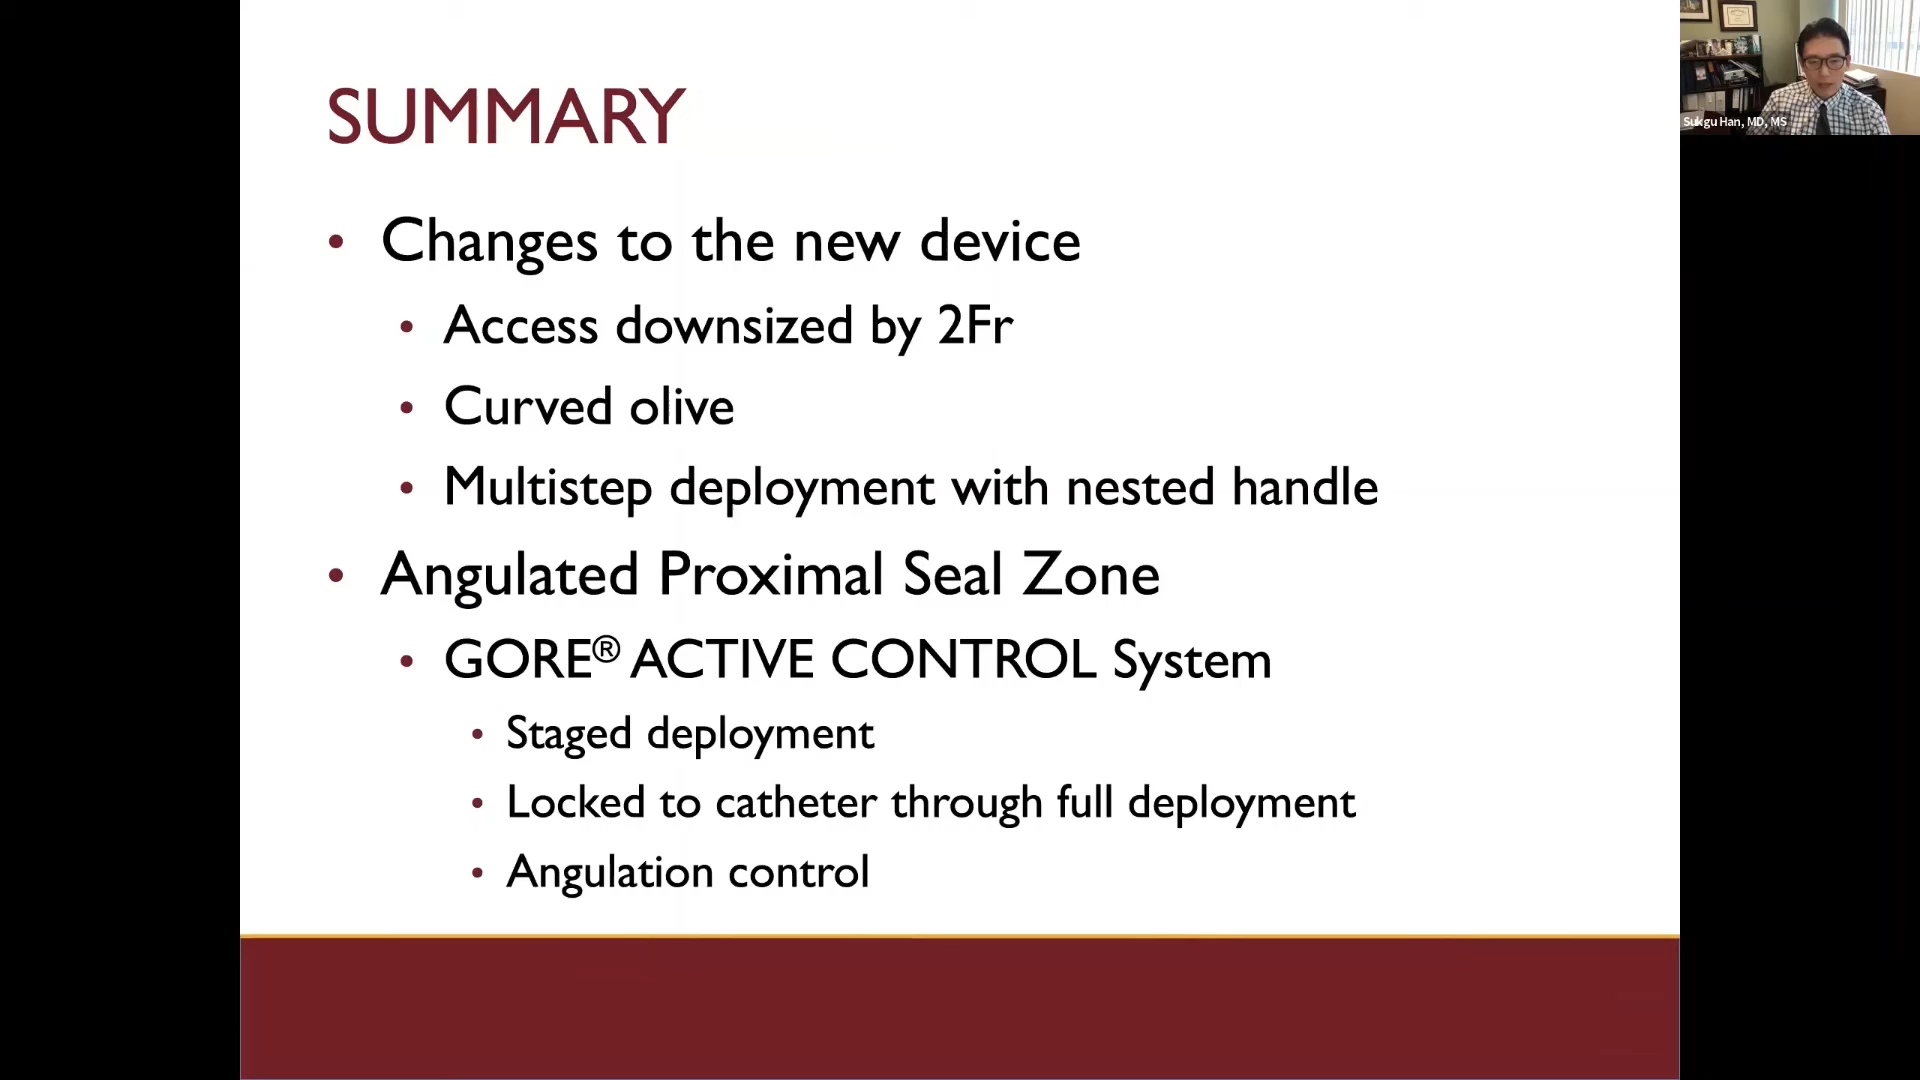 SUMMARY
• Changes to the new device
• Access downsized by 2Fr
• Curved olive
• Multistep deployment with nested handle
• Angulated Proximal Seal Zone
• GORE® ACTIVE CONTROL System
• Staged deployment
• Locked to catheter through full deployment
• Angulation control
Sukgu Han, MD, MS